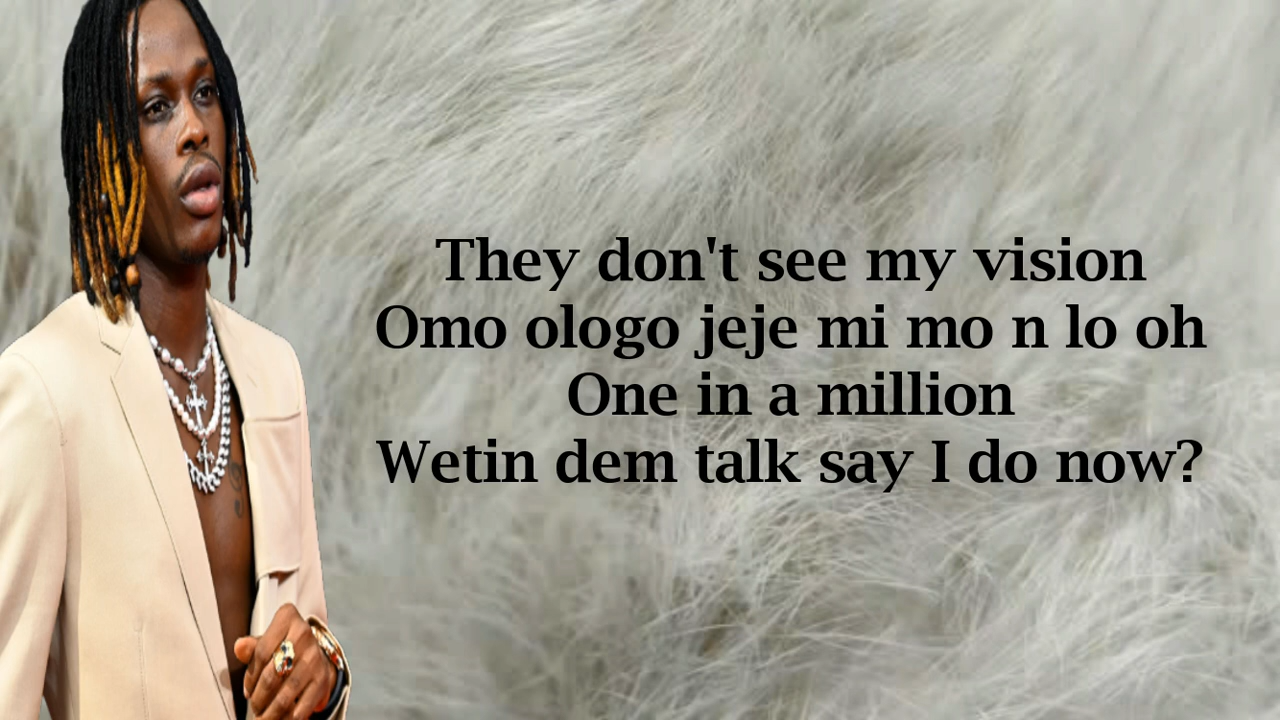 They don't see my vision
Omo ologo jeje mi mo n lo oh
One in a million
Wetin dem talk say I do now?